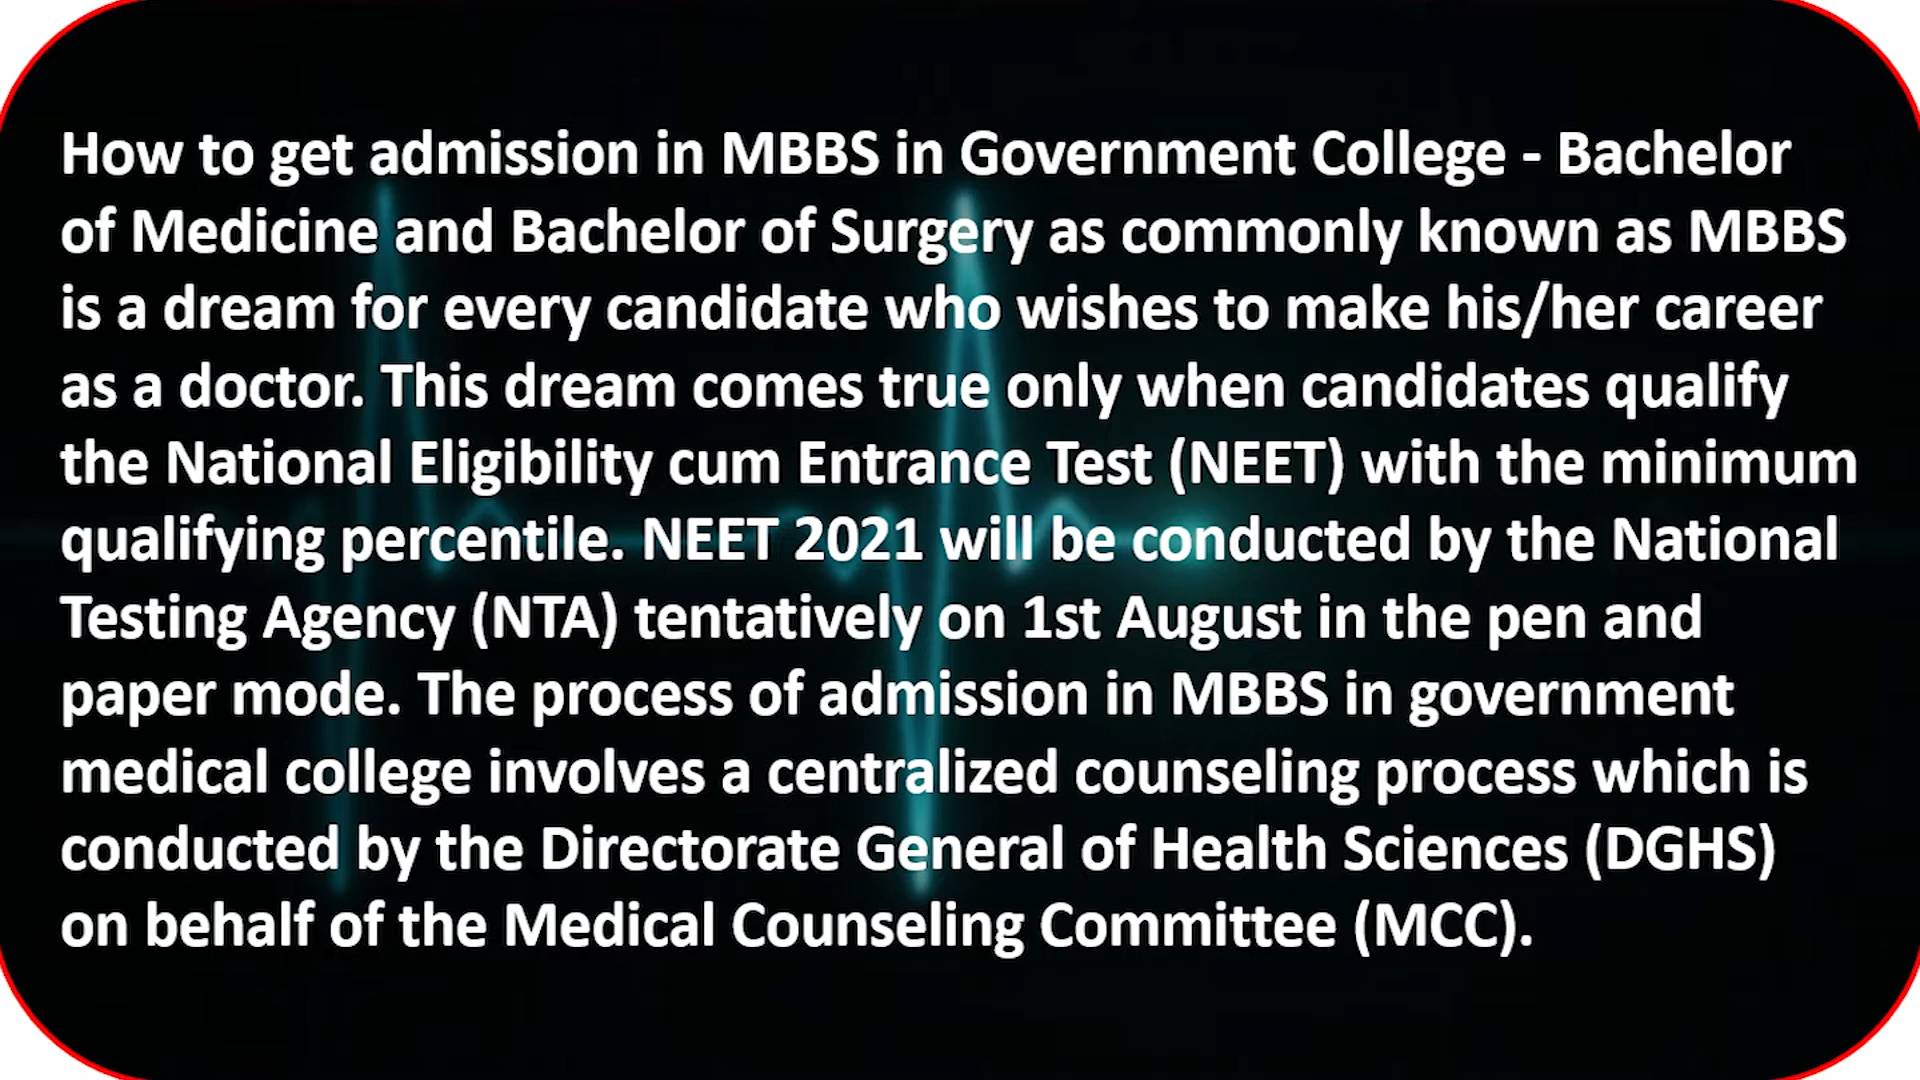 How to get admission in MBBS in Government College - Bachelor
of Medicine and Bachelor of Surgery as commonly known as MBBS
is a dream for every candidate who wishes to make his/her career
as a doctor. This dream comes true only when candidates qualify
the National Eligibility cum Entrance Test (NEET) with the minimum
qualifying percentile. NEET 2021 will be conducted by the National
Testing Agency (NTA) tentatively on 1st August in the pen and
paper mode. The process of admission in MBBS in government
medical college involves a centralized counseling process which is
conducted by the Directorate General of Health Sciences (DGHS)
on behalf of the Medical Counseling Committee (MCC).